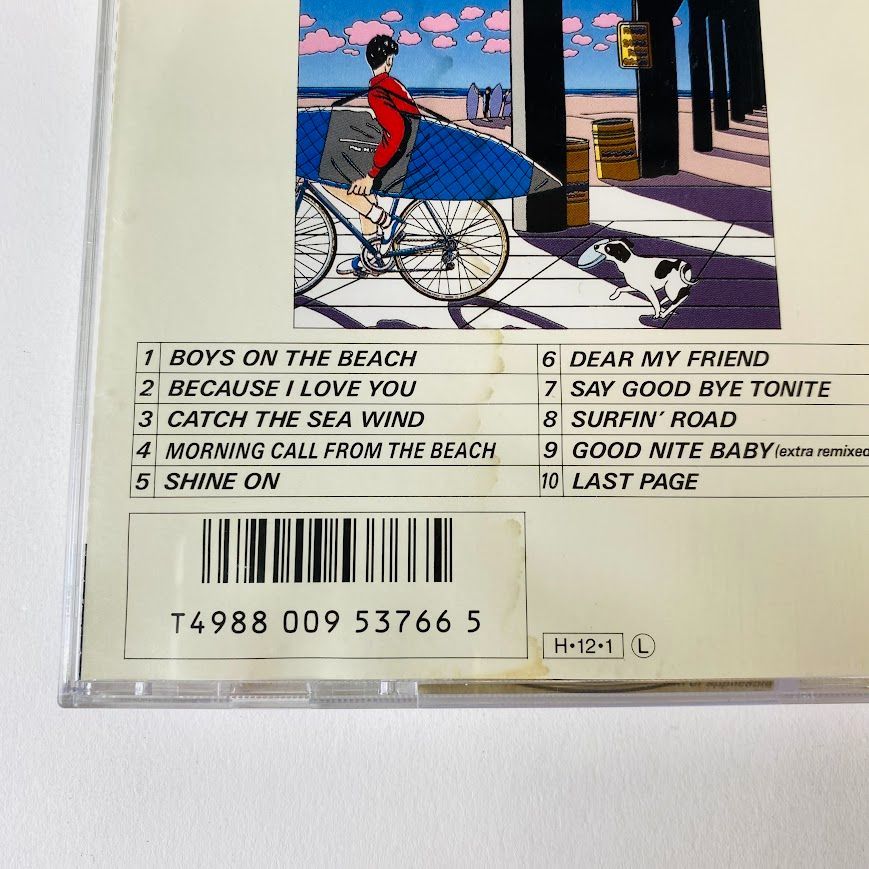 1 BOYS ON THE BEACH
2 BECAUSE I LOVE YOU
3 CATCH THE SEA WIND
4 MORNING CALL FROM THE BEACH
5 SHINE ON
6 DEAR MY FRIEND
7 SAY GOOD BYE TONITE
8 SURFIN' ROAD
9 GOOD NITE BABY (extra remixed
10 LAST PAGE
T4988 009 53766 5
H•12•1 L